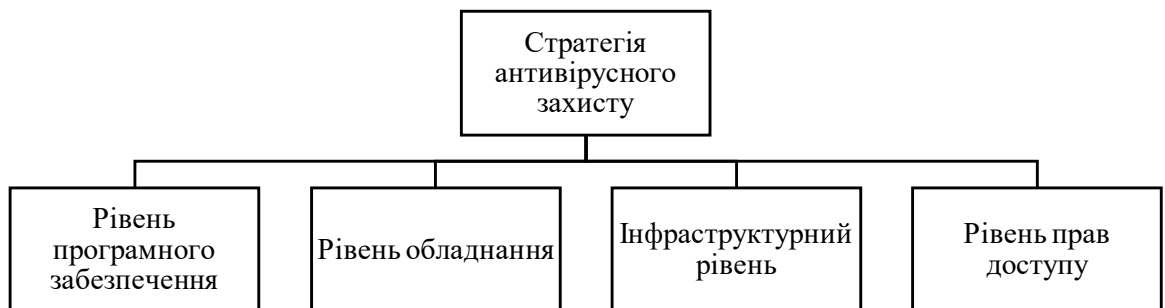 Стратегія
антивірусного
захисту
Рівень
програмного
забезпечення
Рівень обладнання
Інфраструктурний
рівень
Рівень прав
доступу